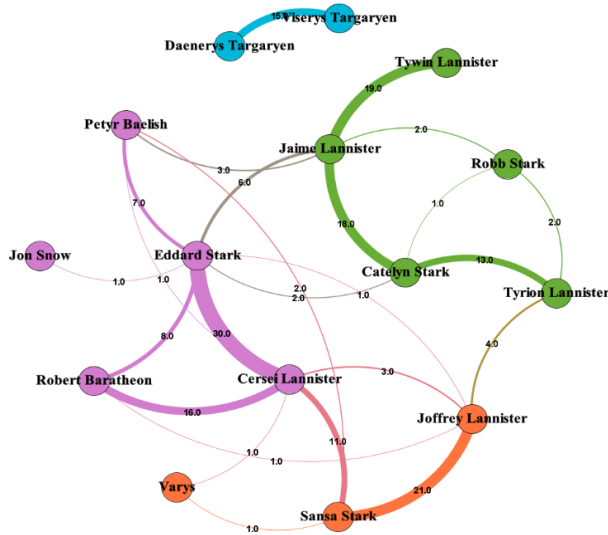 15.0
Viserys Targaryen
Daenerys Targaryen
Tywin Lannister
19.0
Petyr Baelish
2.0
Jaime Lannister
Robb Stark
3.0
6.0
1.0
7.0
18.0
2.0
Jon Snow
Eddard Stark
13.0
Catelyn Stark
1.0
1.0
2.0
2.0
1.0
Tyrion Lannister
30.0
8.0
4.0
3.0
Robert Baratheon
Cersei Lannister
16.0
Joffrey Lannister
11.0
1.0
1.0
Varys
21.0
Sansa Stark
1.0